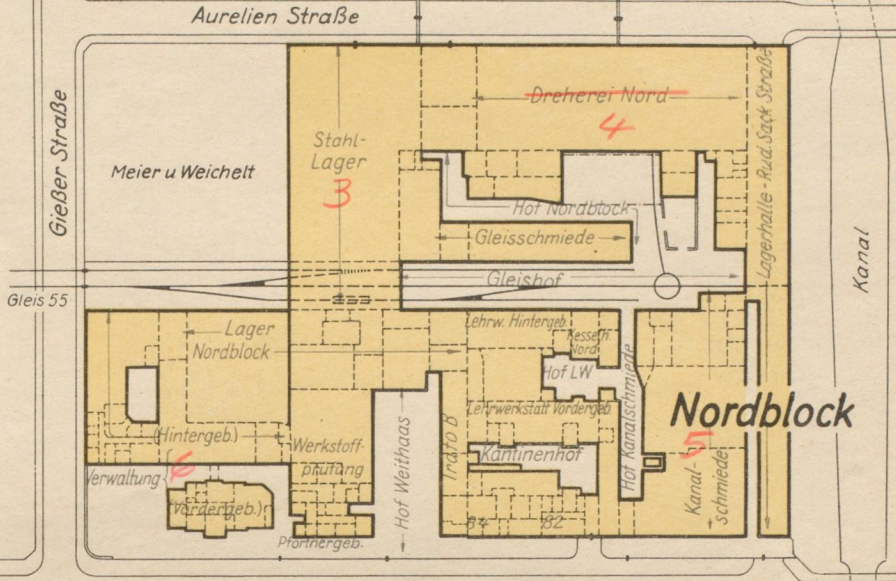 Aurelien Straße
Gießer Straße
Meier u Weichelt
Stahl-
Lager
3
Dreherei Nord
4
Lagerhalle-Rud. Sack Straße
Kanal
Hof Nordblock
Gleisschmiede
Gleishof
Gleis 55
Lager
Nordblock
Lehrw. Hintergeb.
Kesselh.
Nord
Hof LW
Lehrwerkstatt Vordergeb.
Hof Kanalschmiede
Nordblock
5
Kanal-
schmiede
(Hintergeb.)
Verwaltung
6
(Vordergeb.)
Werkstoff-
prüfung
Hof Weithaas
Trafo B
Kantinenhof
B4
B2
Pförtnergeb.